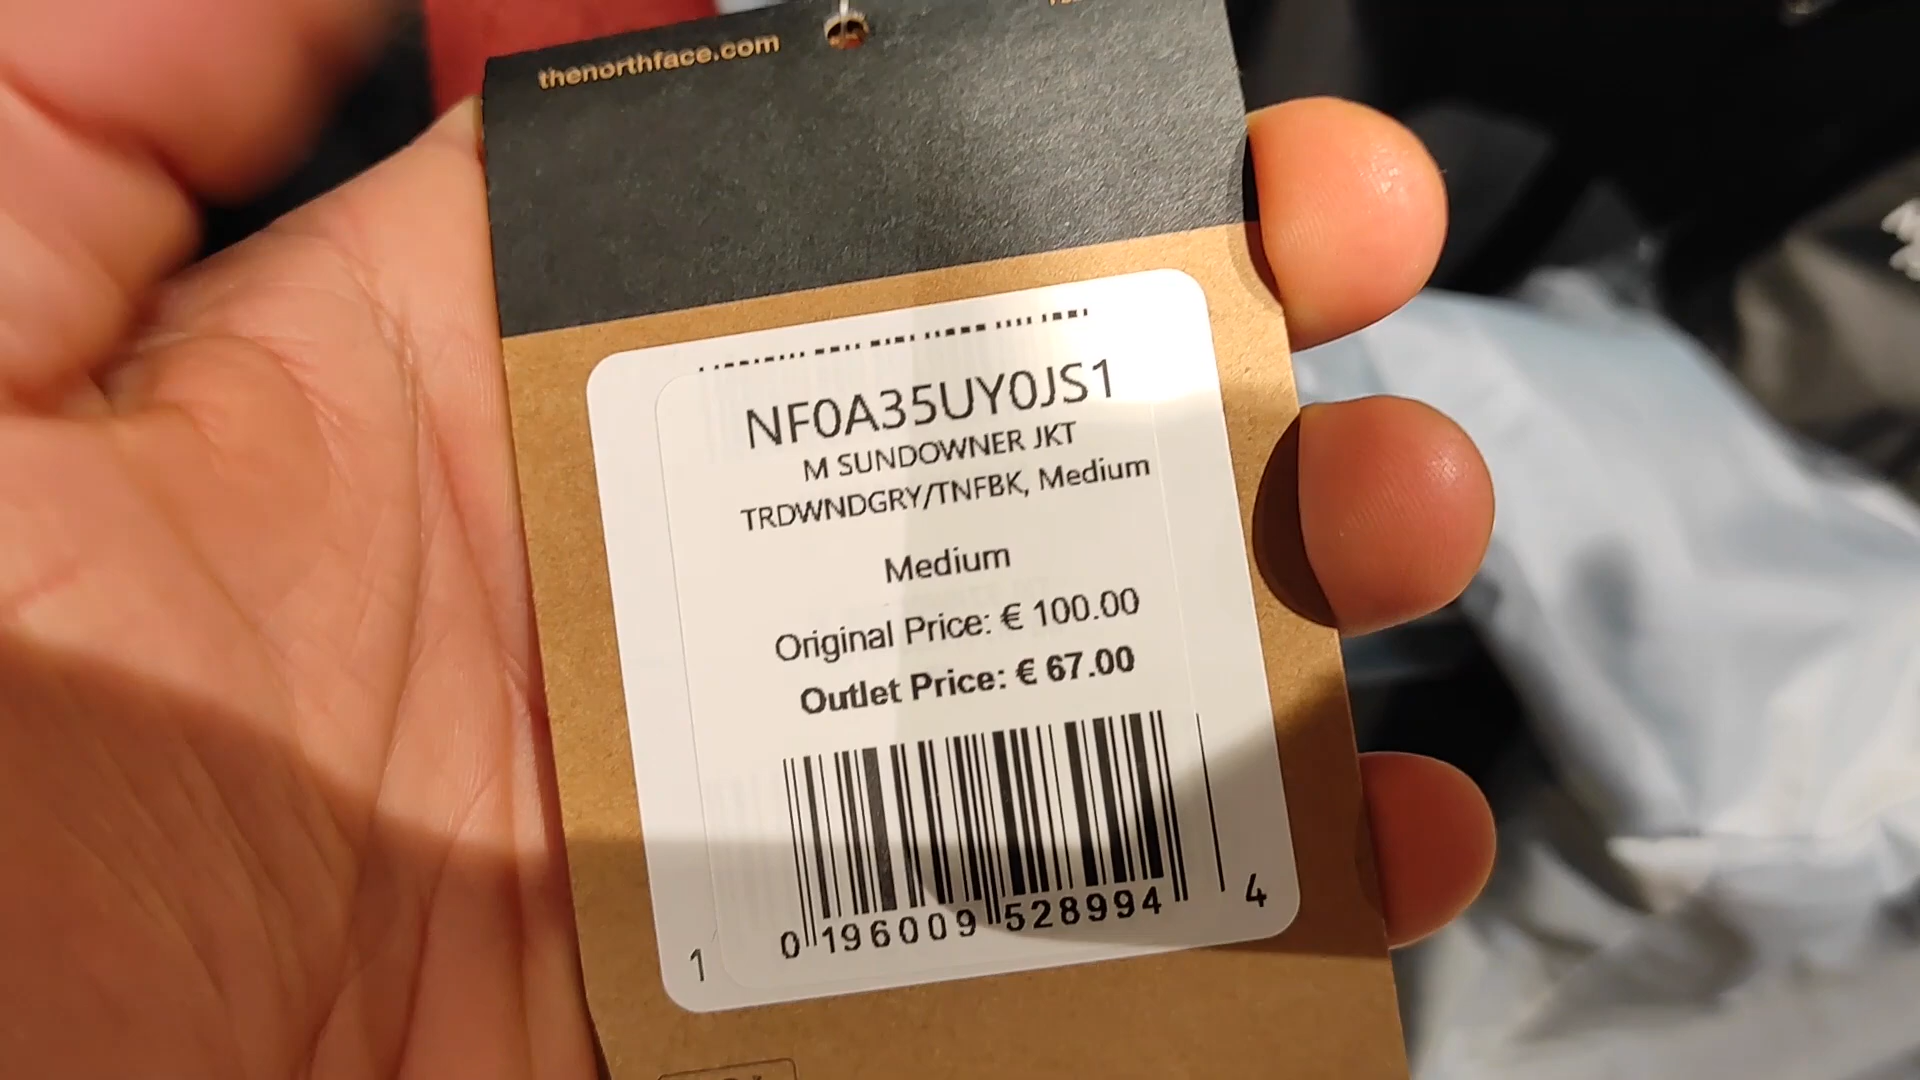 thenorthface.com
NF0A35UY0JS1
M SUNDOWNER JKT
TRDWNDGRY/TNFBK, Medium
Medium
Original Price: € 100.00
Outlet Price: € 67.00
0 196009 528994
1 4